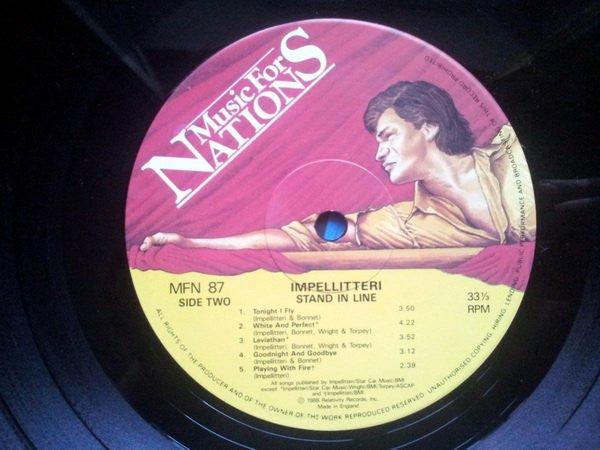 Music For
NATIONS
MFN 87
SIDE TWO
IMPELLITTERI
STAND IN LINE
33⅓
RPM
1. Tonight I Fly 3.50
(Impellitteri & Bonnet)
2. White And Perfect* 4.22
(Impellitteri, Bonnet, Wright & Torpey)
3. Leviathan* 3.52
(Impellitteri, Bonnet, Wright & Torpey)
4. Goodnight And Goodbye 3.12
(Impellitteri & Bonnet)
5. Playing With Fire† 2.39
(Impellitteri)
All songs published by Impellitteri/Star Car Music/BMI
except *Impellitteri/Star Car Music/Wright/BMI/Torpey/ASCAP
and †Impellitteri/BMI
℗ 1988 Relativity Records, Inc.
Made in England
ALL RIGHTS OF THE PRODUCER AND OF THE OWNER OF THE WORK REPRODUCED RESERVED. UNAUTHORISED COPYING, HIRING, LENDING, PUBLIC PERFORMANCE AND BROADCASTING OF THIS RECORD PROHIBITED